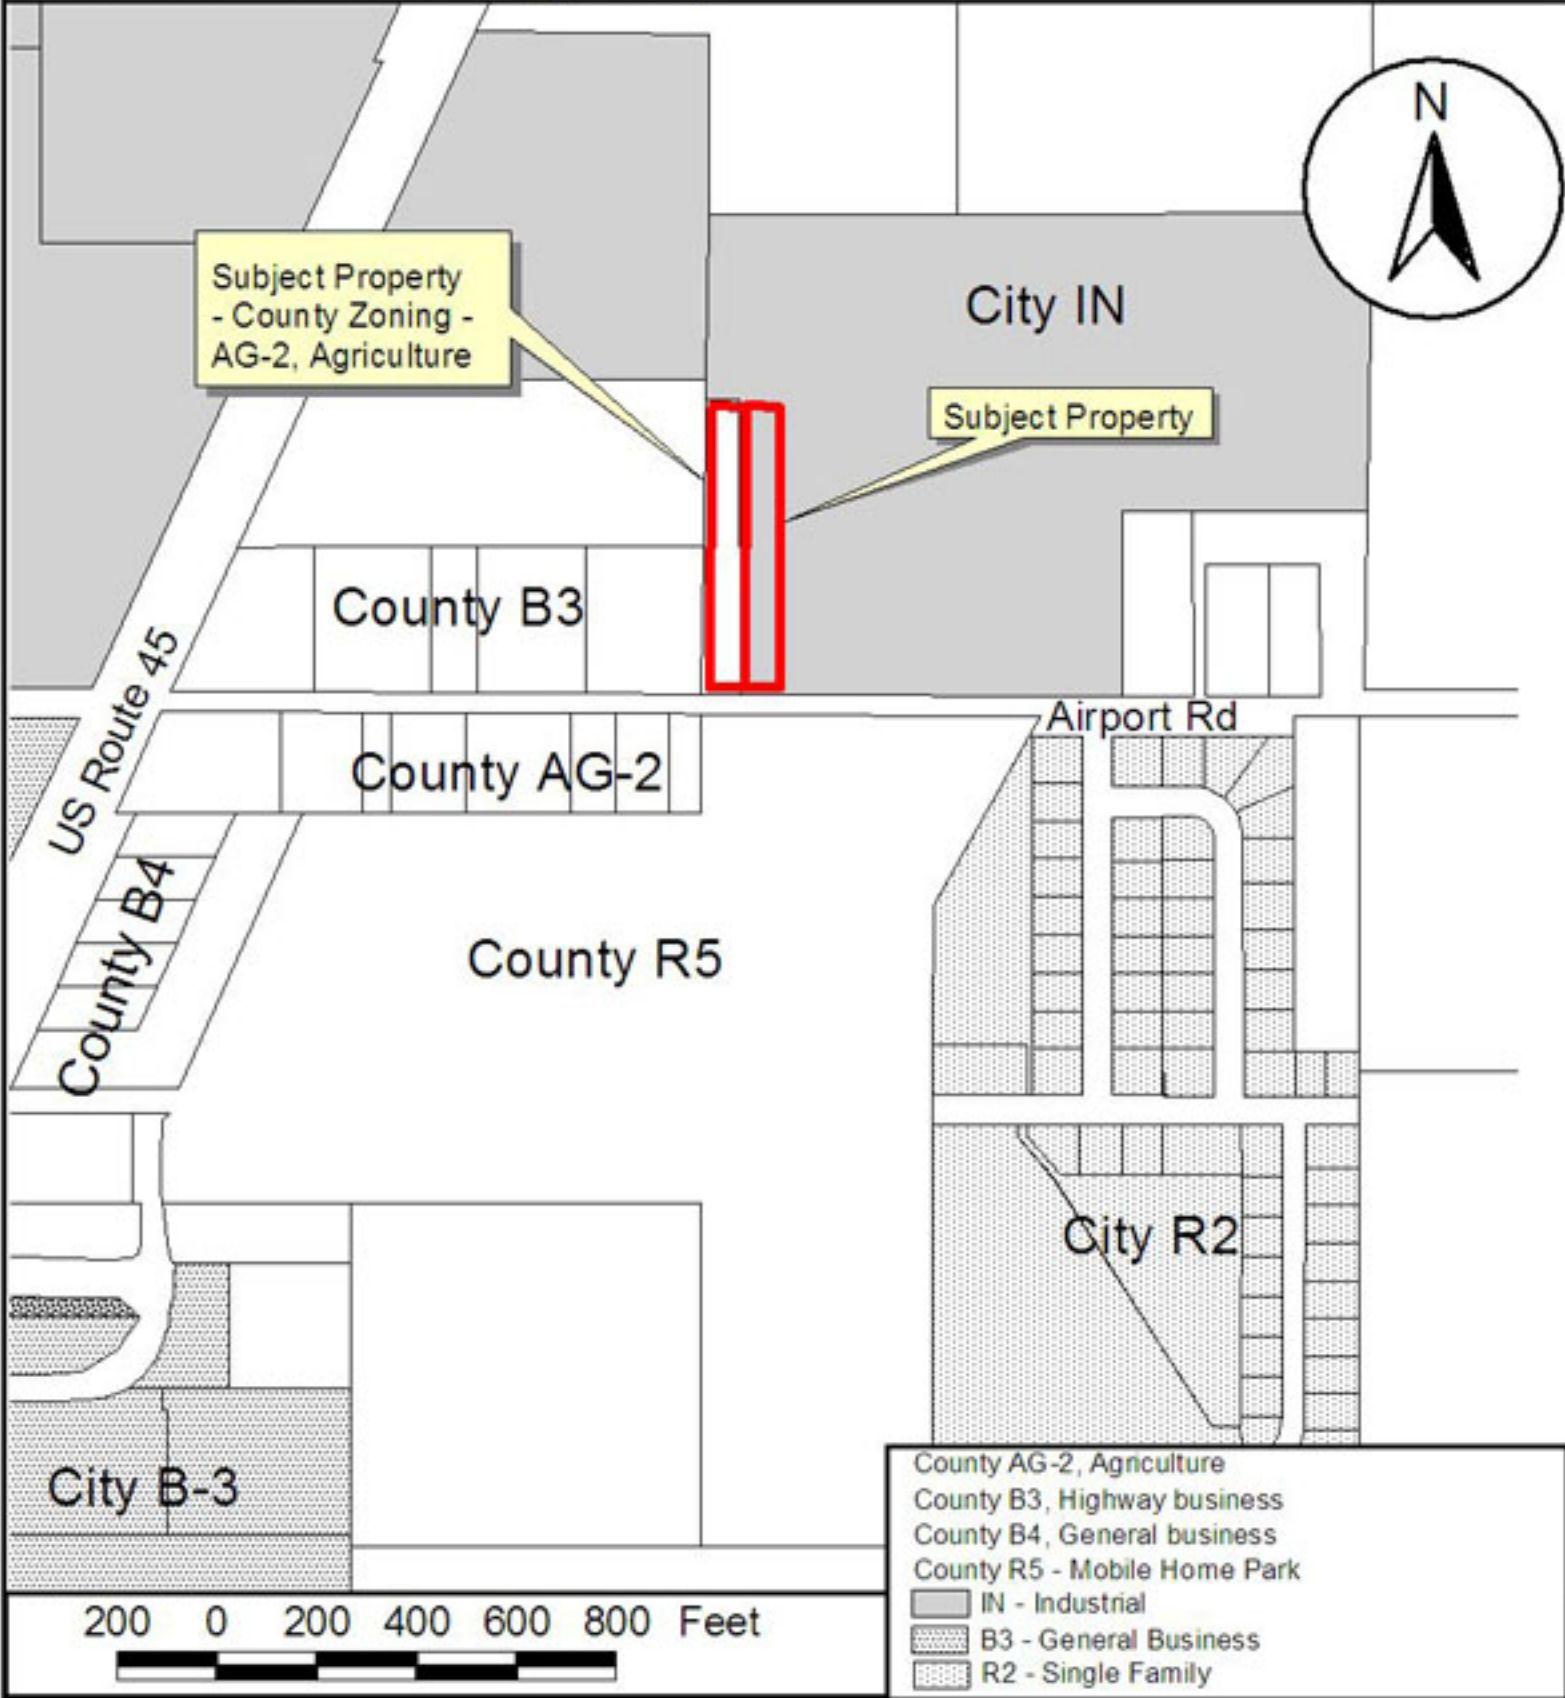 N
Subject Property
- County Zoning -
AG-2, Agriculture
City IN
Subject Property
County B3
US Route 45
Airport Rd
County AG-2
County B4
County R5
City R2
City B-3
County AG-2, Agriculture
County B3, Highway business
County B4, General business
County R5 - Mobile Home Park
IN - Industrial
B3 - General Business
R2 - Single Family
200 0 200 400 600 800 Feet